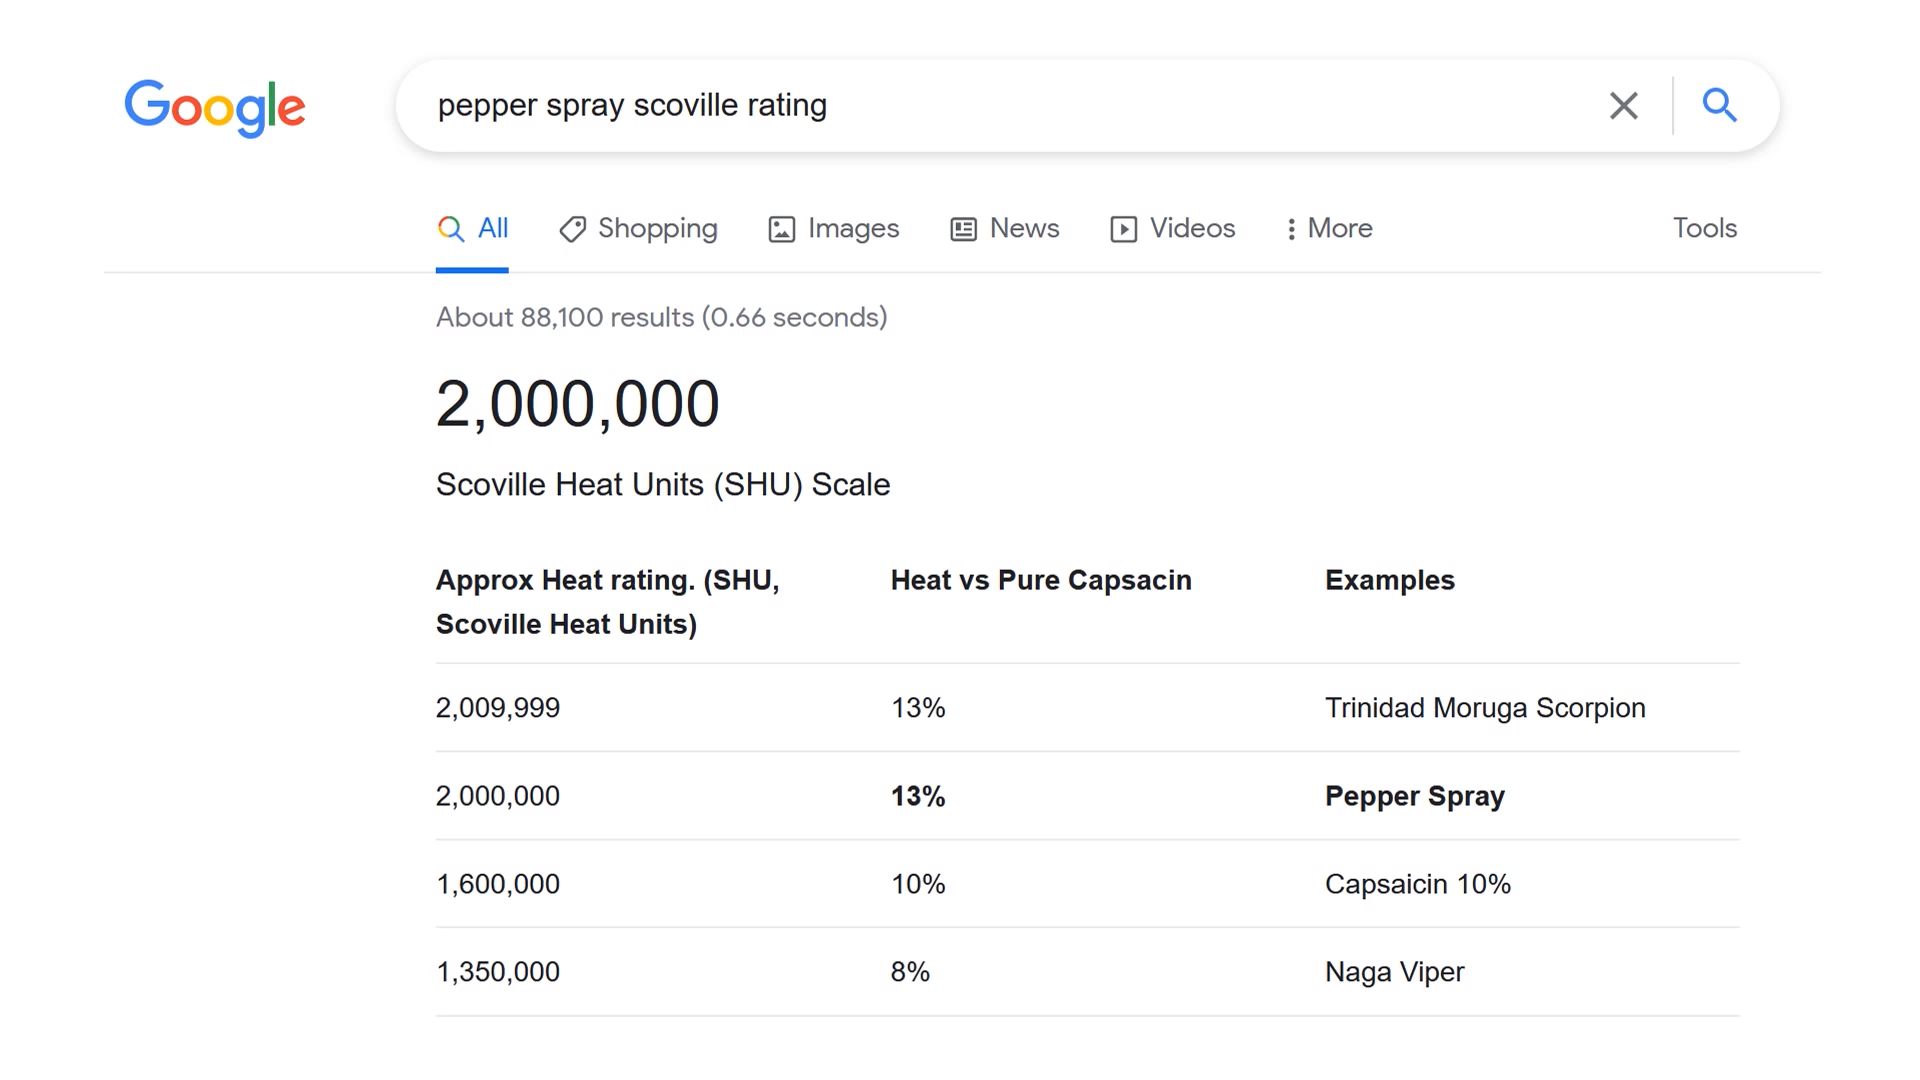 Google
pepper spray scoville rating
All Shopping Images News Videos More Tools
About 88,100 results (0.66 seconds)
2,000,000
Scoville Heat Units (SHU) Scale
Approx Heat rating. (SHU, Scoville Heat Units) Heat vs Pure Capsacin Examples
2,009,999 13% Trinidad Moruga Scorpion
2,000,000 13% Pepper Spray
1,600,000 10% Capsaicin 10%
1,350,000 8% Naga Viper